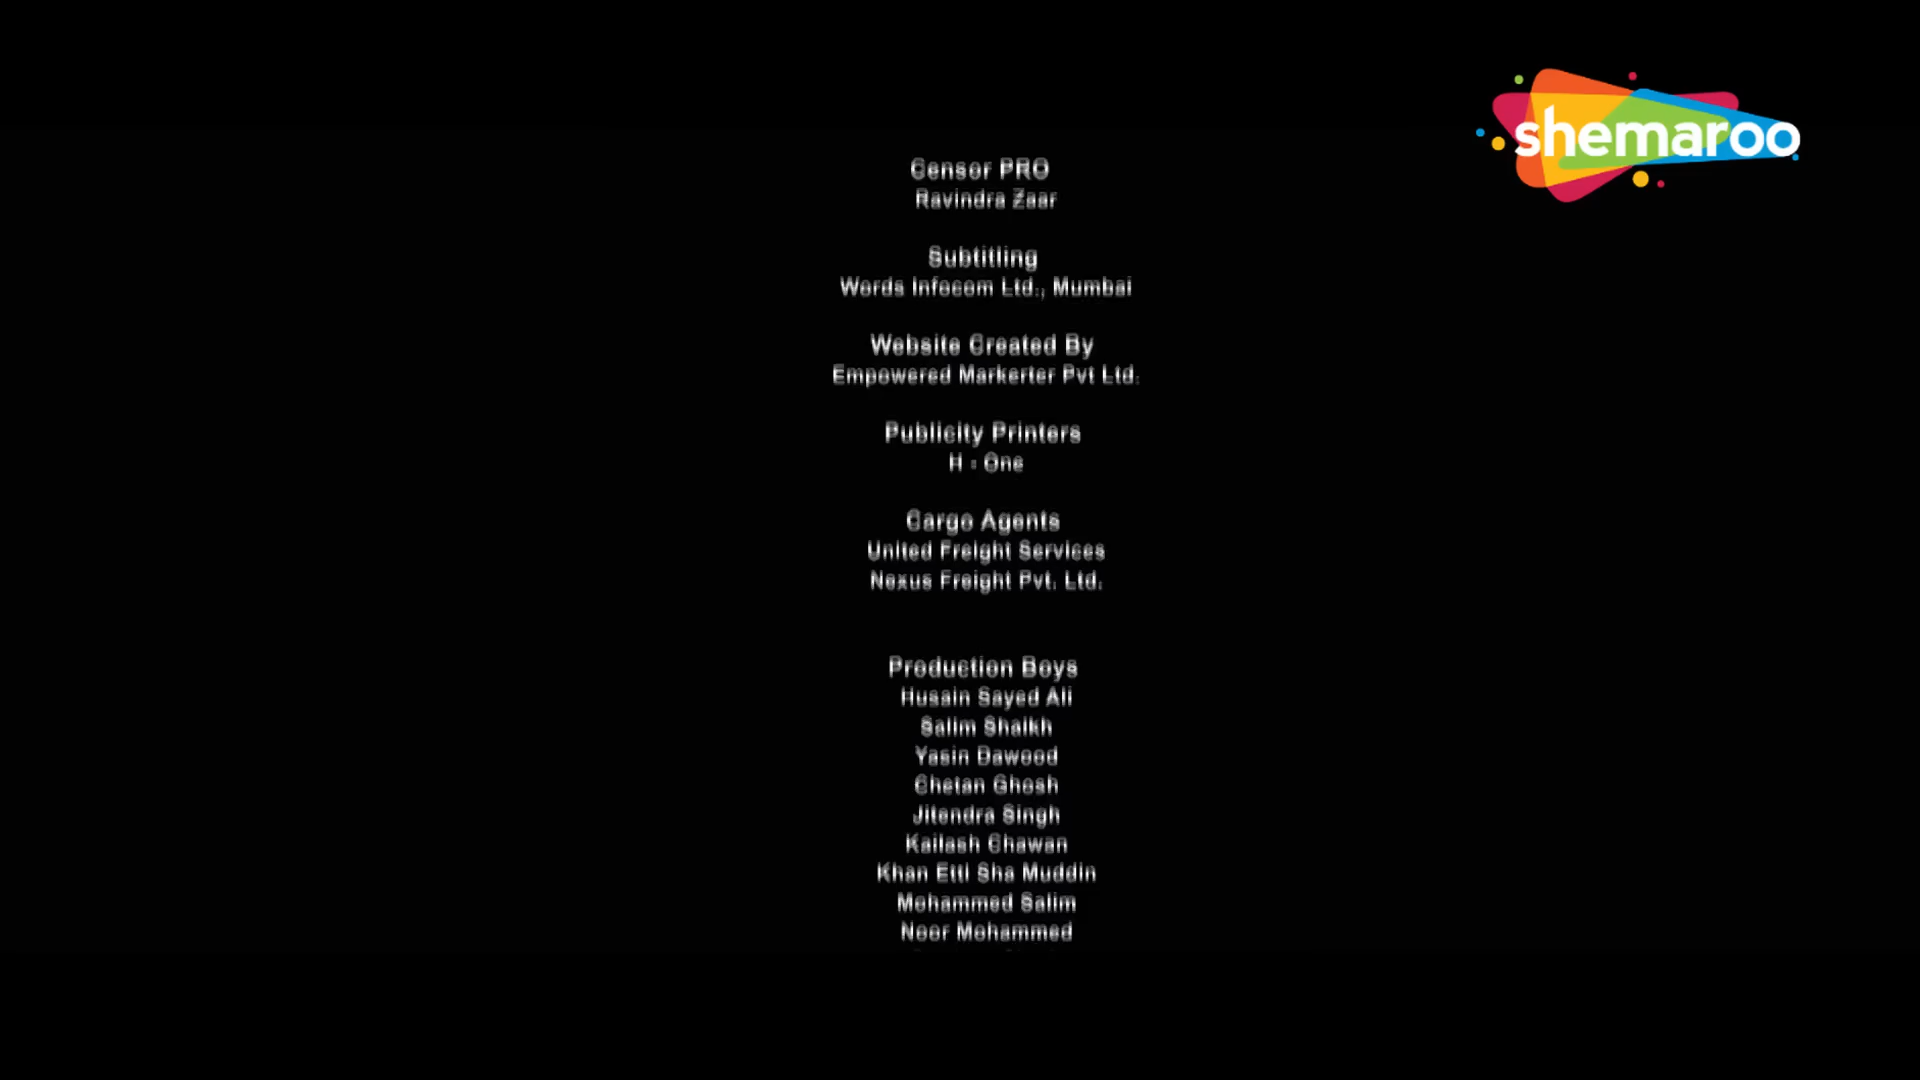 shemaroo
Censor PRO
Ravindra Zaar
Subtitling
Words Infocom Ltd., Mumbai
Website Created By
Empowered Markerter Pvt Ltd.
Publicity Printers
H - One
Cargo Agents
United Freight Services
Nexus Freight Pvt. Ltd.
Production Boys
Husain Sayed Ali
Salim Shaikh
Yasin Dawood
Chetan Ghosh
Jitendra Singh
Kailash Chawan
Khan Etti Sha Muddin
Mohammed Salim
Noor Mohammed